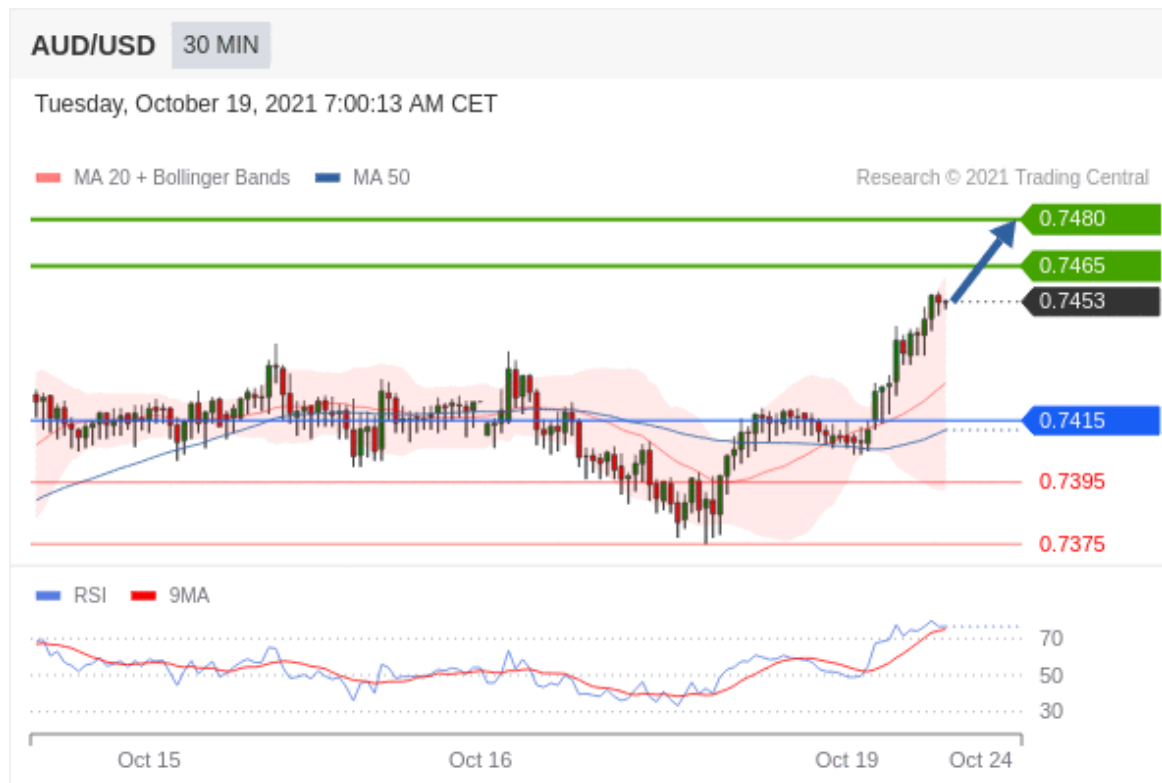 AUD/USD 30 MIN
Tuesday, October 19, 2021 7:00:13 AM CET
MA 20 + Bollinger Bands MA 50 Research © 2021 Trading Central
0.7480
0.7465
0.7453
0.7415
0.7395
0.7375
RSI 9MA
70
50
30
Oct 15 Oct 16 Oct 19 Oct 24